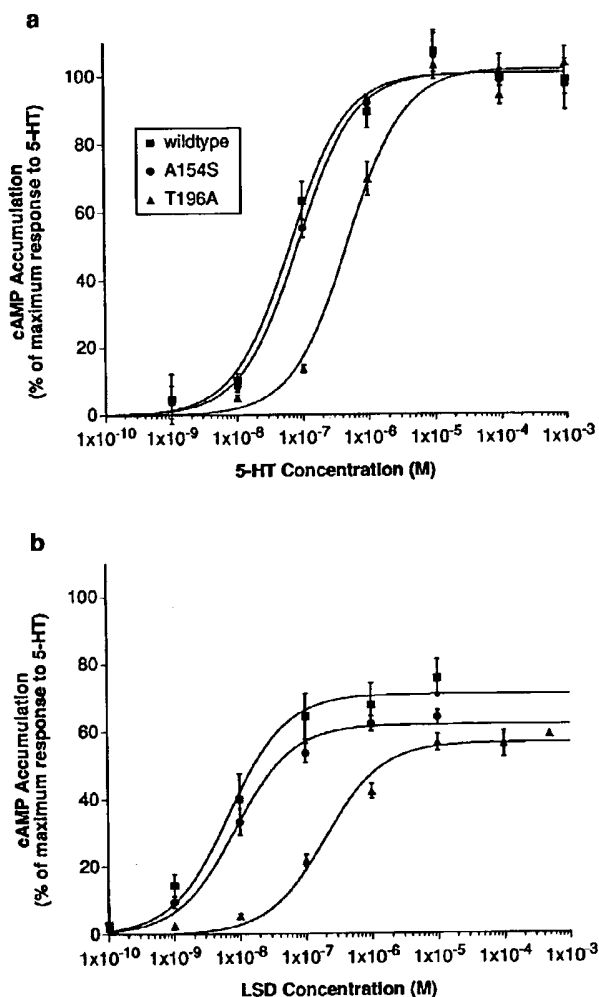 a
cAMP Accumulation
(% of maximum response to 5-HT)
100
80
60
40
20
0
wildtype
A154S
T196A
1x10-10 1x10-9 1x10-8 1x10-7 1x10-6 1x10-5 1x10-4 1x10-3
5-HT Concentration (M)
b
cAMP Accumulation
(% of maximum response to 5-HT)
100
80
60
40
20
0
1x10-10 1x10-9 1x10-8 1x10-7 1x10-6 1x10-5 1x10-4 1x10-3
LSD Concentration (M)